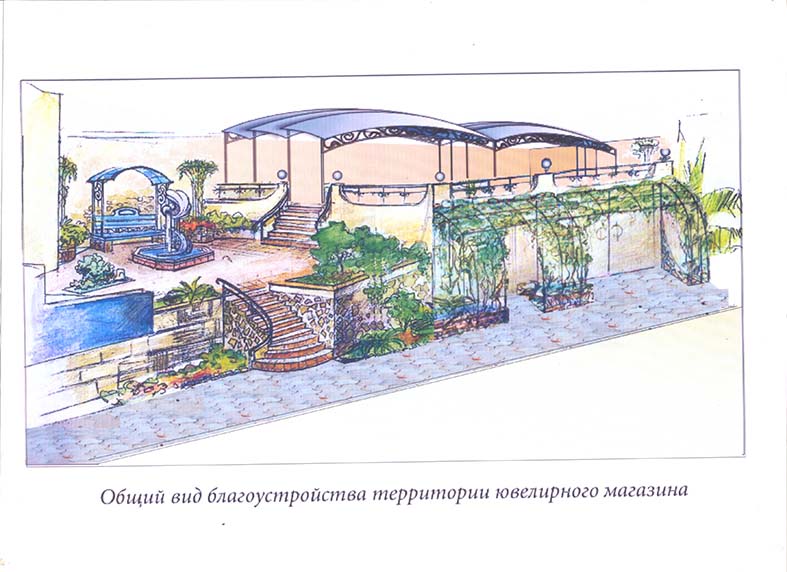 Общий вид благоустройства территории ювелирного магазина